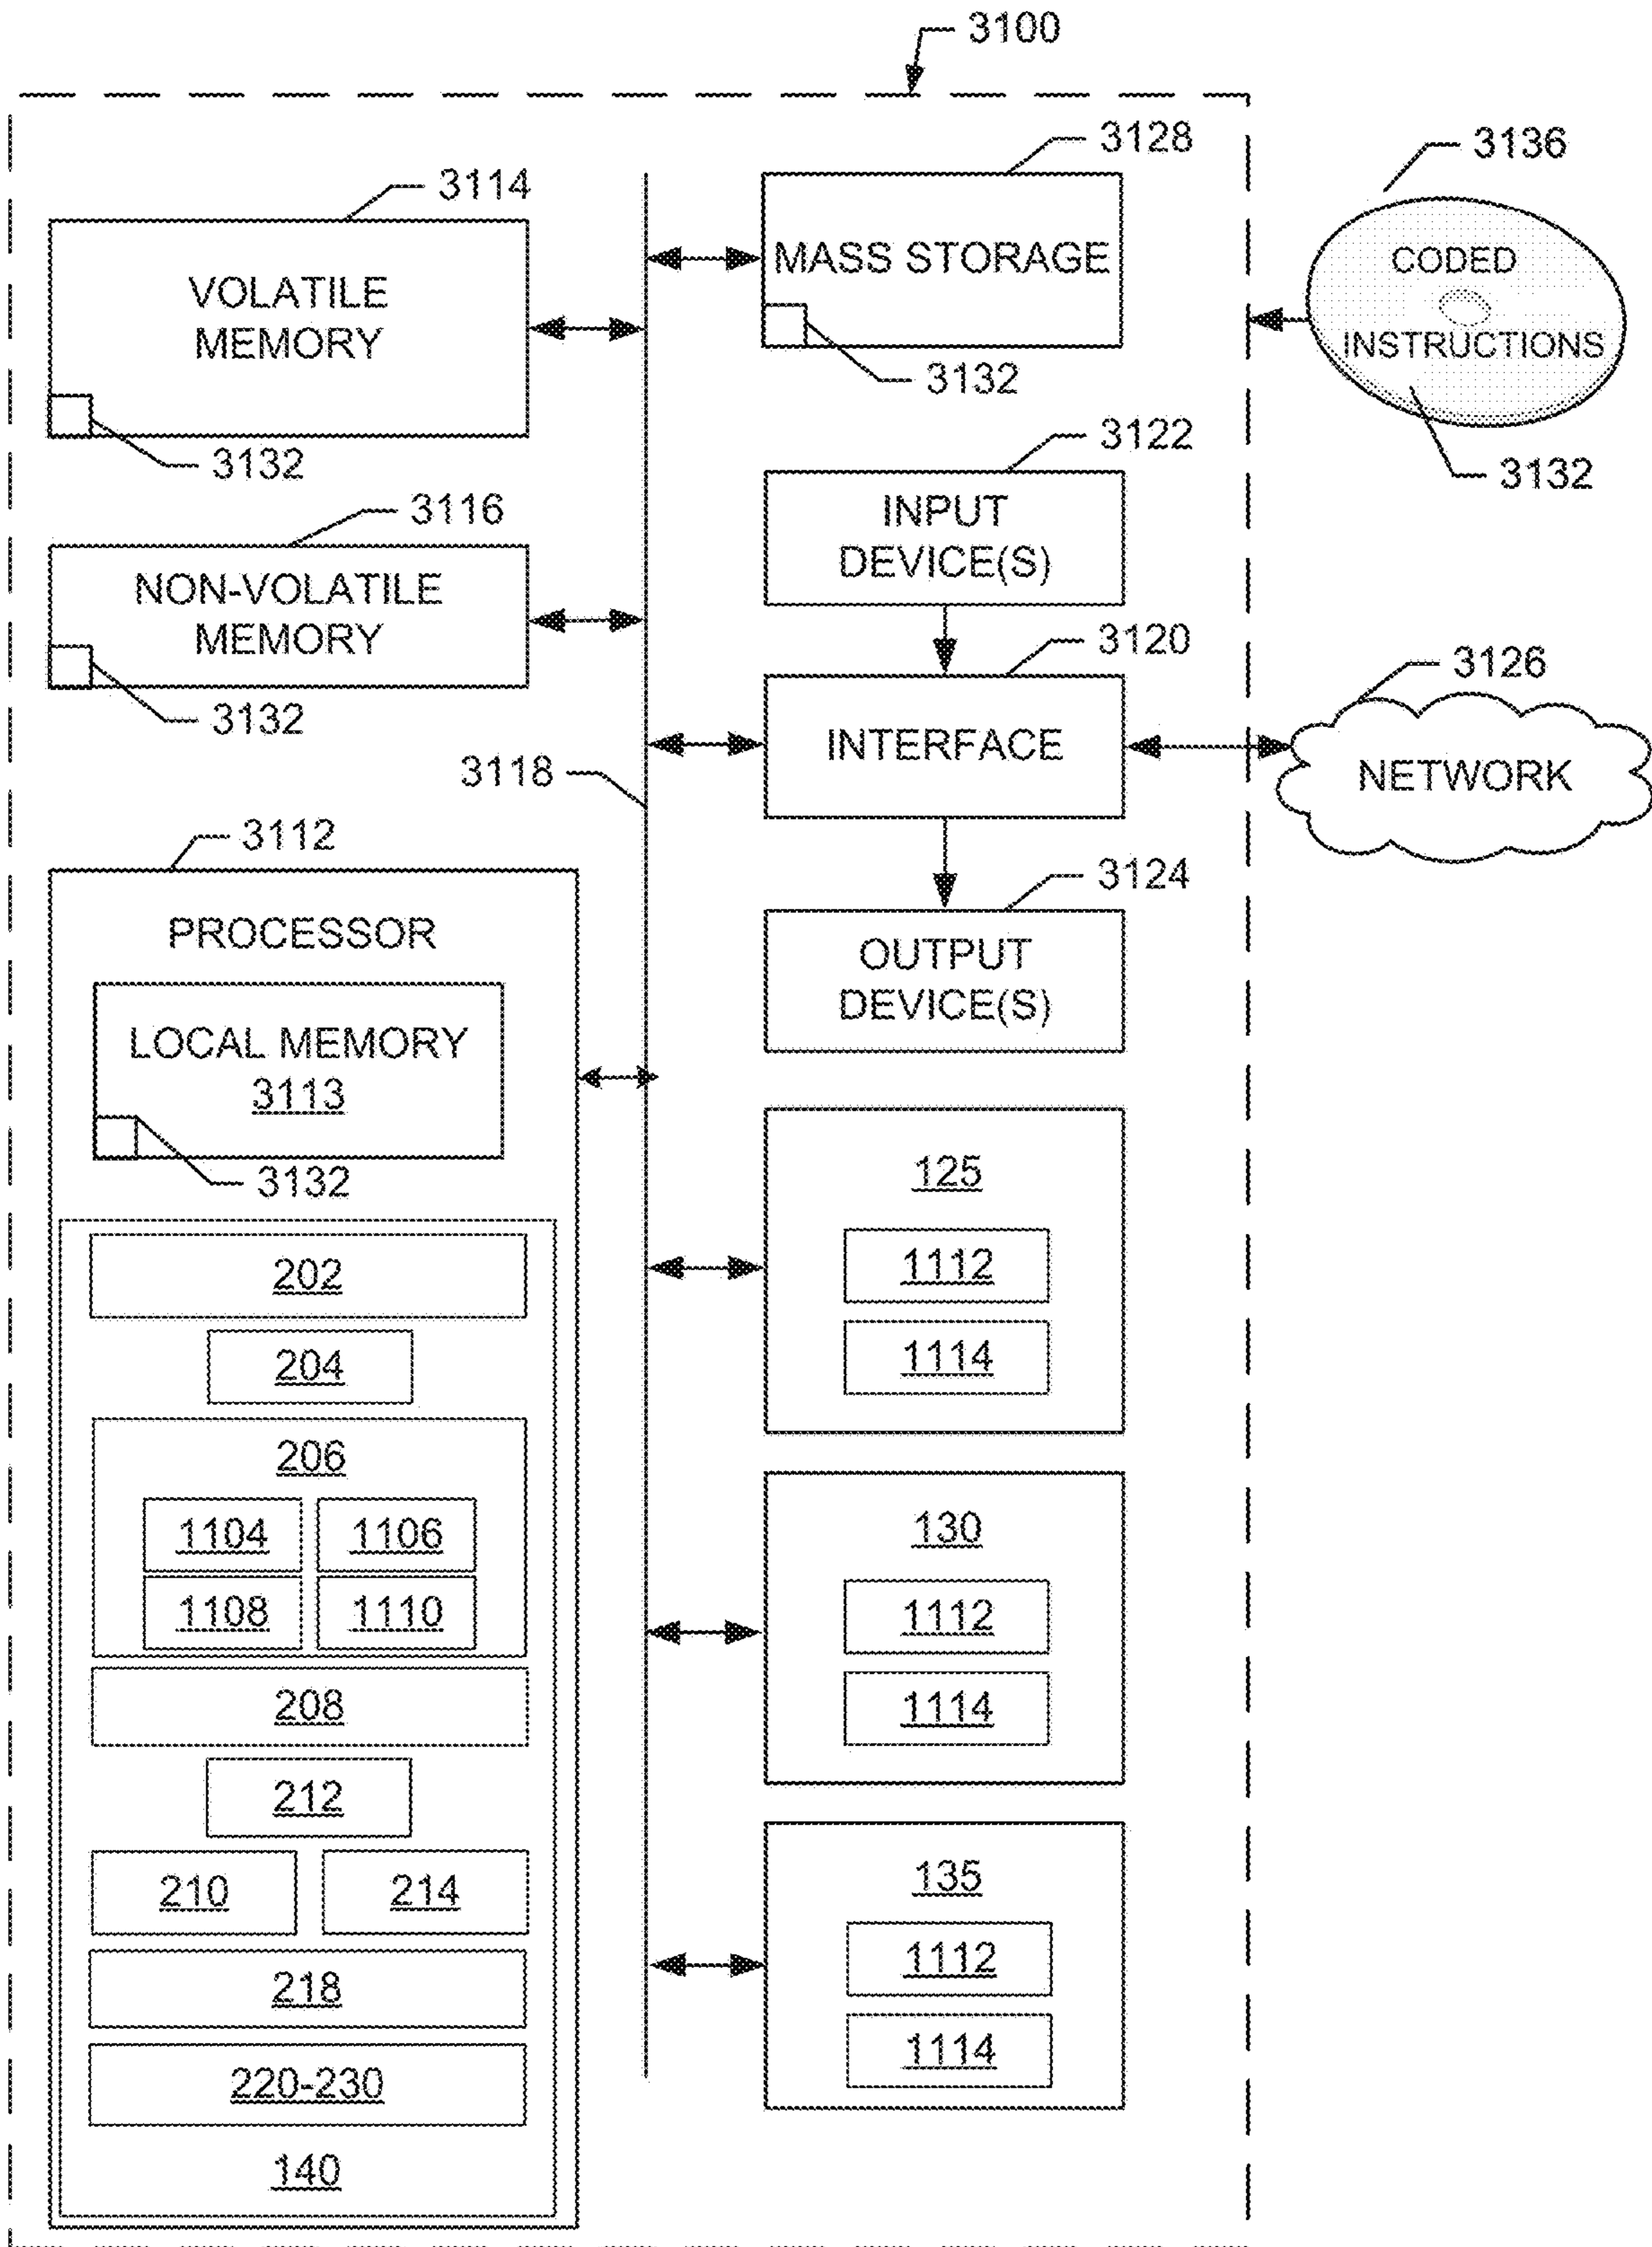 3100
3128
3136
3114
MASS STORAGE
CODED
INSTRUCTIONS
VOLATILE
MEMORY
3132
3132
3132
3122
3116
INPUT
DEVICE(S)
NON-VOLATILE
MEMORY
3120
3126
3132
INTERFACE
NETWORK
3118
3112
3124
PROCESSOR
OUTPUT
DEVICE(S)
LOCAL MEMORY
3113
3132
125
1112
1114
202
204
206
1104
1106
1108
1110
130
1112
1114
208
212
210
214
135
1112
1114
218
220-230
140